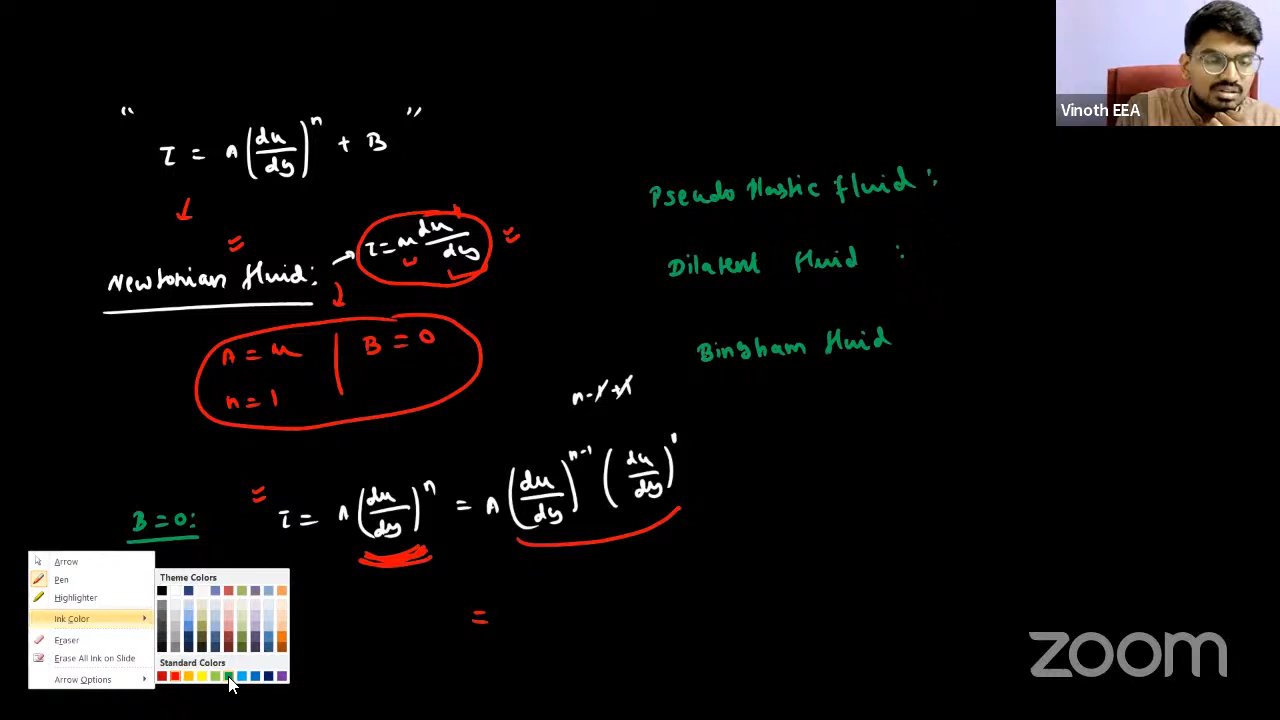 " τ = A (du/dy)^n + B "
Newtonian fluid: → τ = μ du/dy
A = μ | B = 0
n = 1
Pseudo Plastic fluid :
Dilatent fluid :
Bingham fluid
n-1+1
B = 0: τ = A (du/dy)^n = A (du/dy)^n-1 (du/dy)^1
=
Arrow
Pen
Highlighter
Ink Color
Eraser
Erase All Ink on Slide
Arrow Options
Theme Colors
Standard Colors
Vinoth EEA
zoom